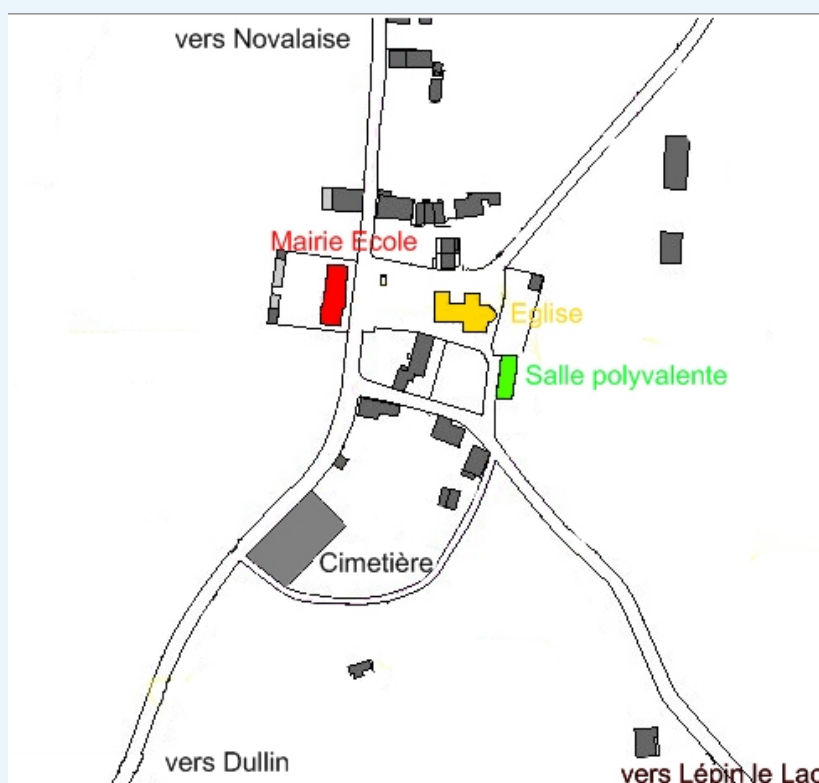 vers Novalaise
Mairie Ecole
Eglise
Salle polyvalente
Cimetière
vers Dullin
vers Lépin le Lac